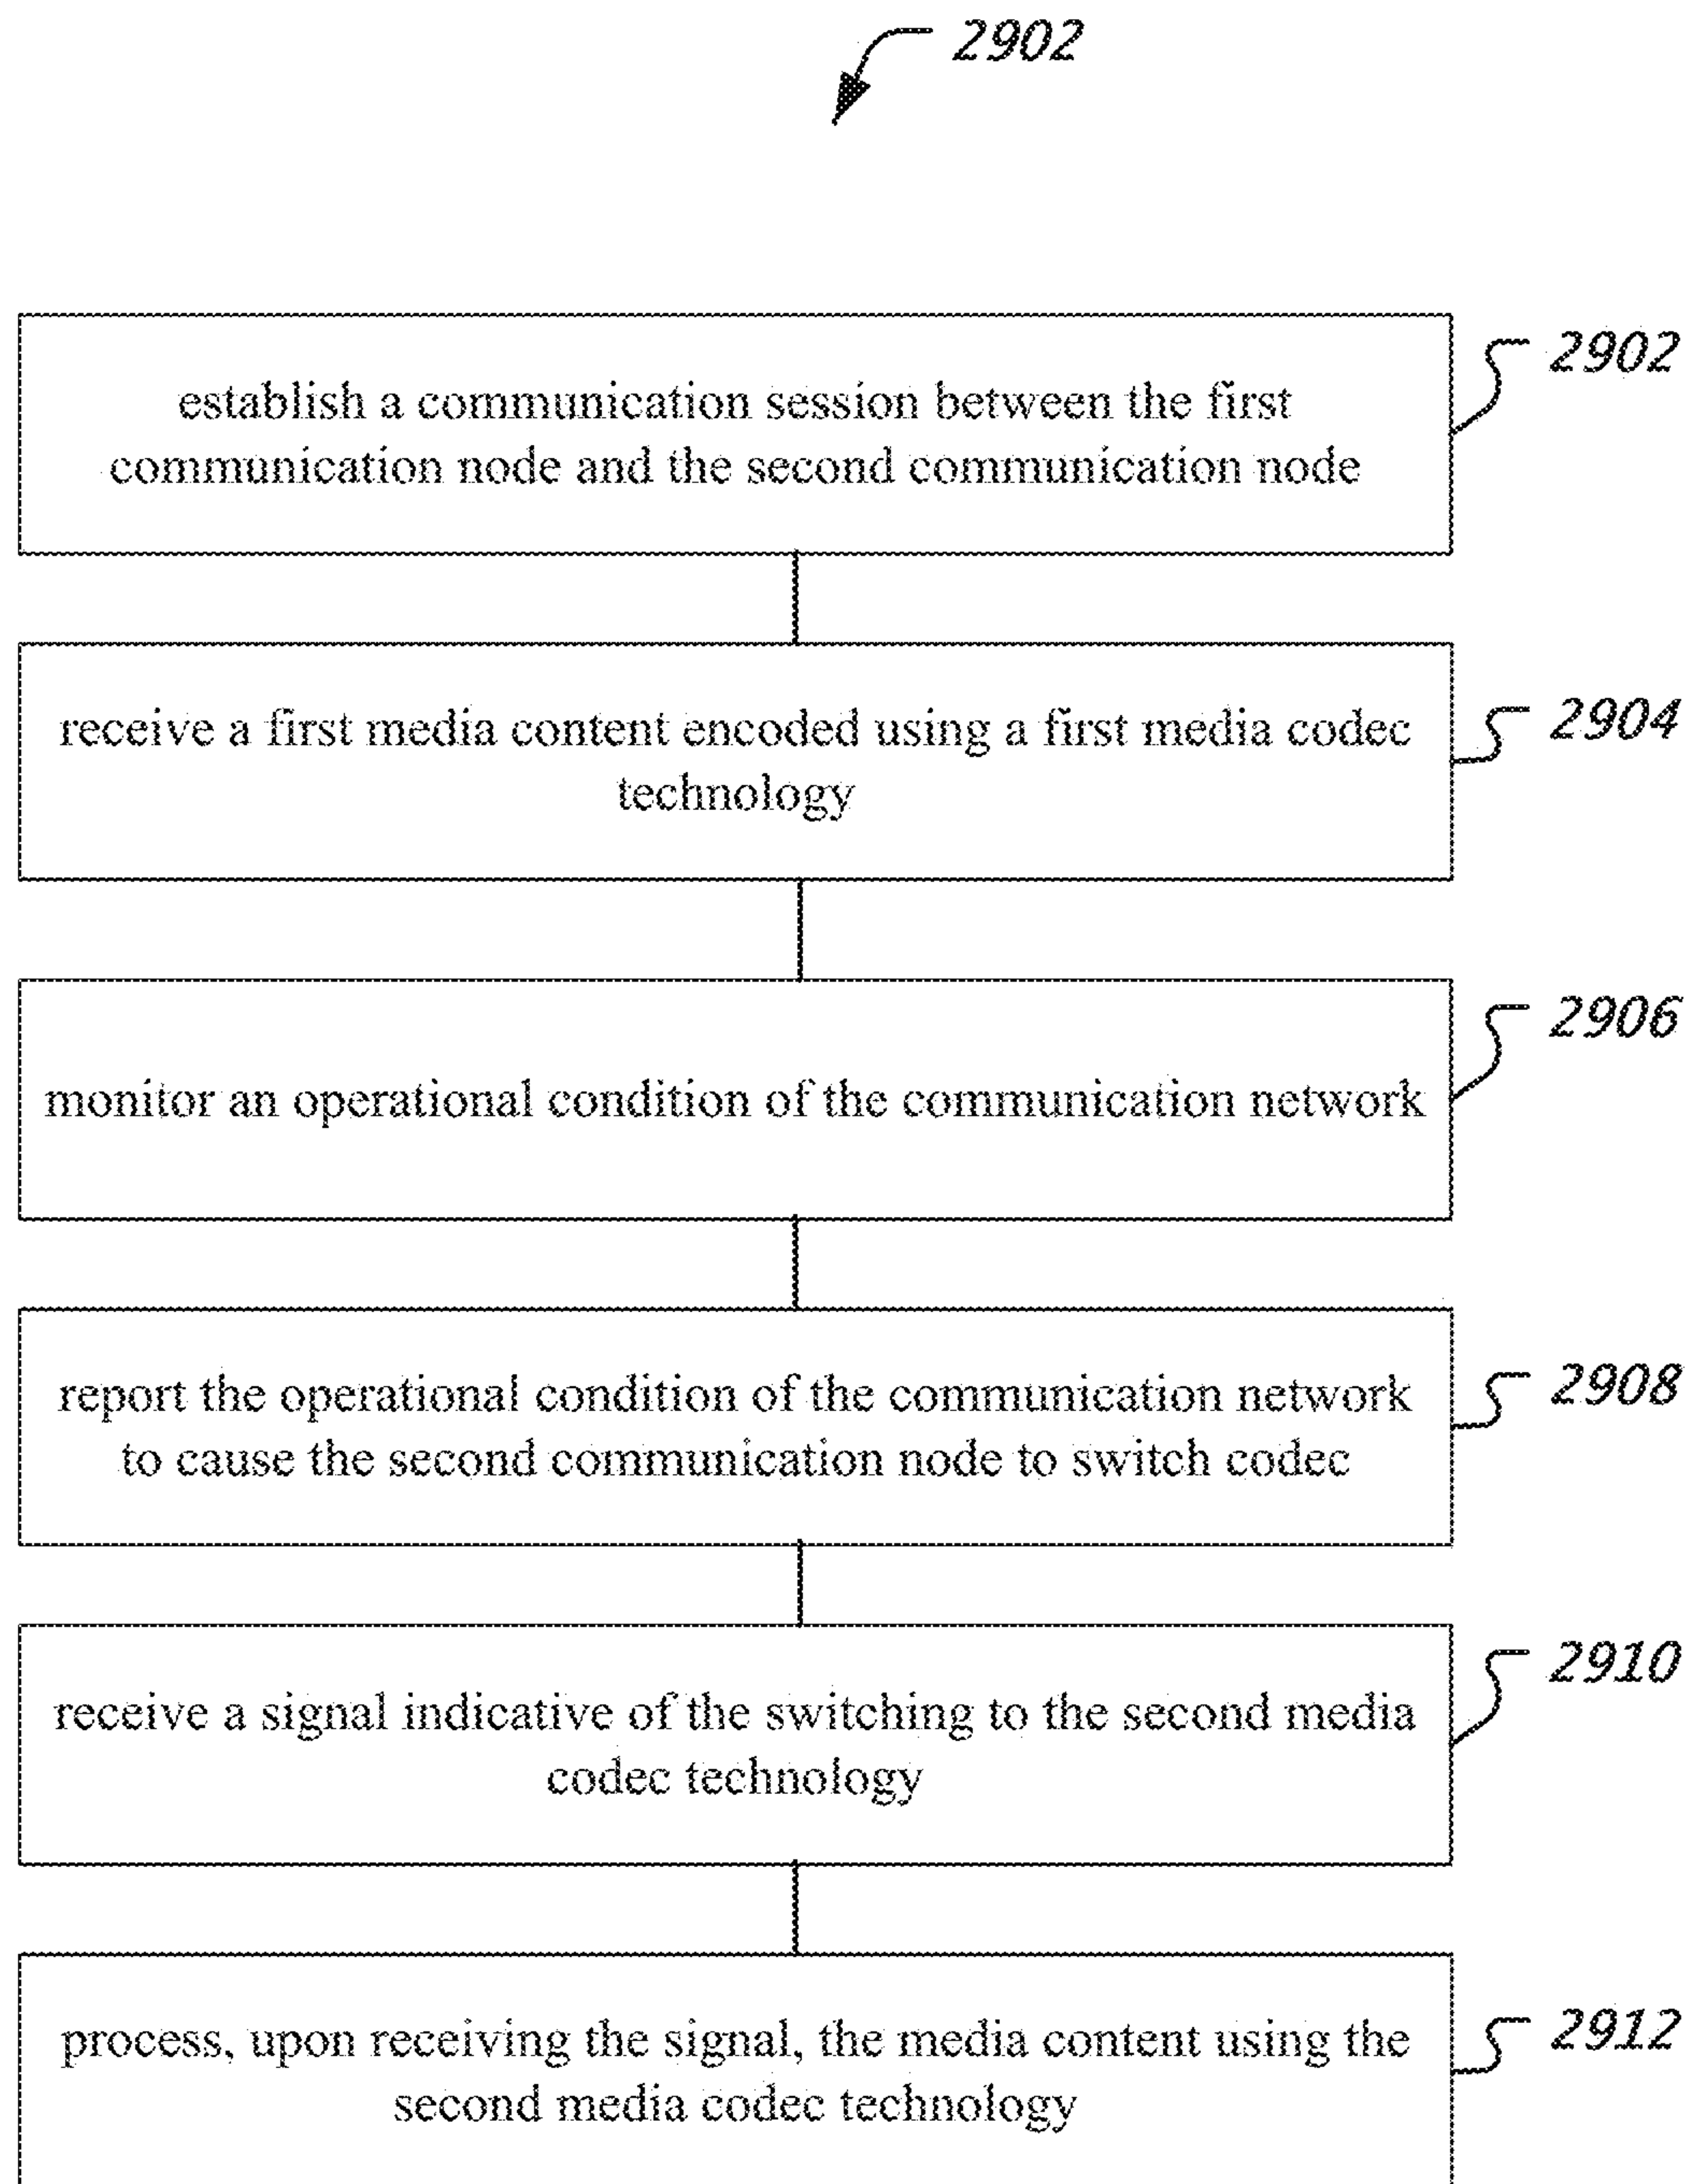 2902
establish a communication session between the first
communication node and the second communication node
2902
receive a first media content encoded using a first media codec
technology
2904
monitor an operational condition of the communication network
2906
report the operational condition of the communication network
to cause the second communication node to switch codec
2908
receive a signal indicative of the switching to the second media
codec technology
2910
process, upon receiving the signal, the media content using the
second media codec technology
2912